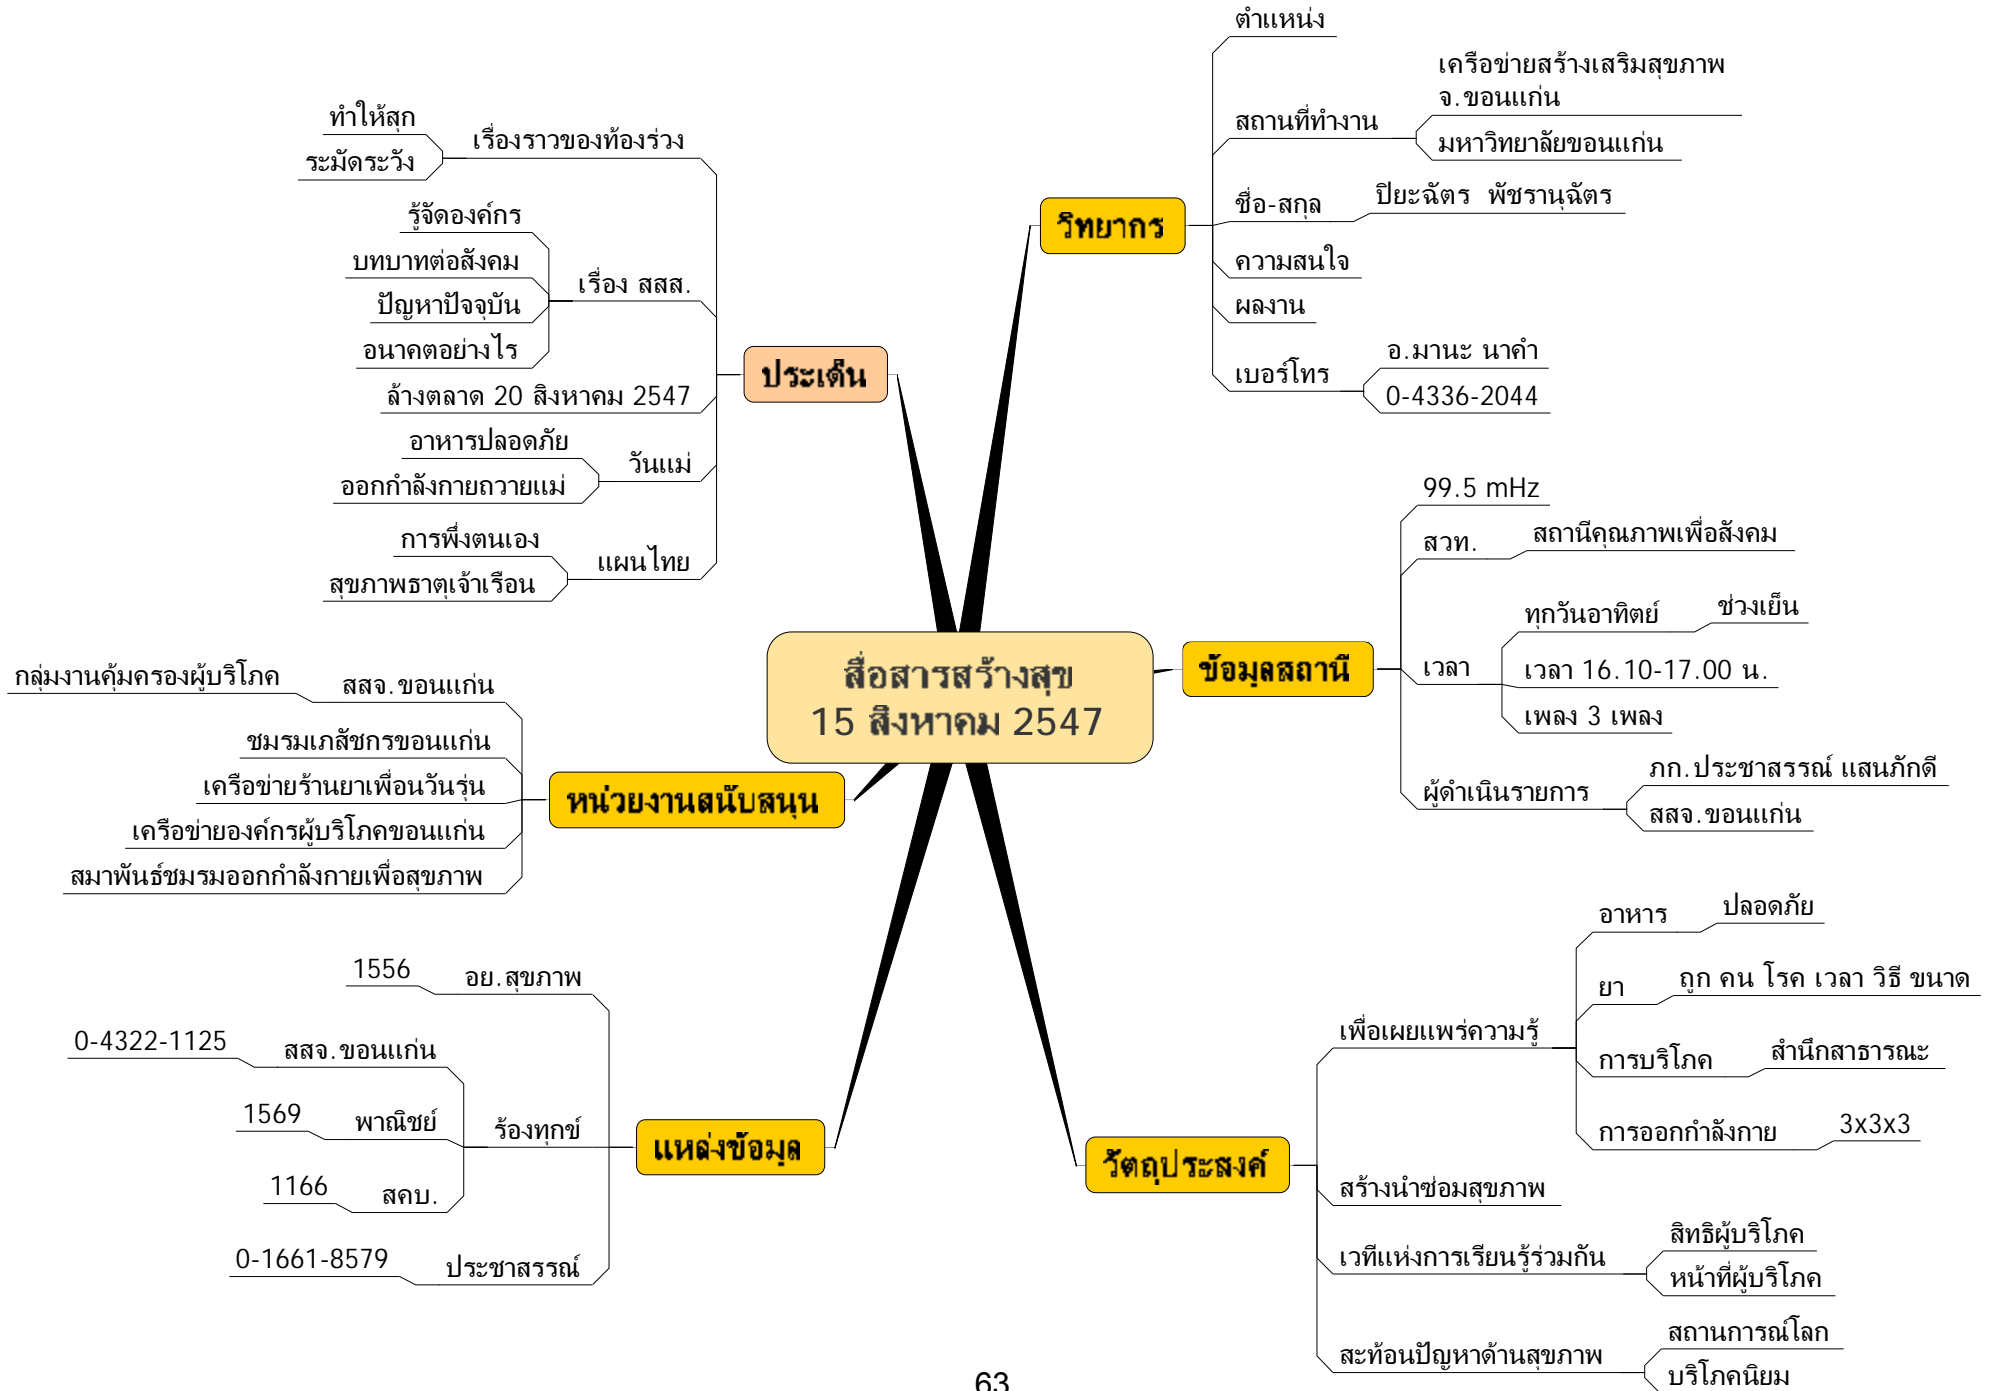 สื่อสารสร้างสุข
15 สิงหาคม 2547
วิทยากร
ตำแหน่ง
สถานที่ทำงาน
เครือข่ายสร้างเสริมสุขภาพ
จ.ขอนแก่น
มหาวิทยาลัยขอนแก่น
ชื่อ-สกุล
ปิยะฉัตร พัชรานุฉัตร
ความสนใจ
ผลงาน
เบอร์โทร
อ.มานะ นาคำ
0-4336-2044
ข้อมูลสถานี
99.5 mHz
สวท.
สถานีคุณภาพเพื่อสังคม
เวลา
ทุกวันอาทิตย์
ช่วงเย็น
เวลา 16.10-17.00 น.
เพลง 3 เพลง
ผู้ดำเนินรายการ
ภก.ประชาสรรณ์ แสนภักดี
สสจ.ขอนแก่น
วัตถุประสงค์
เพื่อเผยแพร่ความรู้
อาหาร
ปลอดภัย
ยา
ถูก คน โรค เวลา วิธี ขนาด
การบริโภค
สำนึกสาธารณะ
การออกกำลังกาย
3x3x3
สร้างนำซ่อมสุขภาพ
เวทีแห่งการเรียนรู้ร่วมกัน
สิทธิผู้บริโภค
หน้าที่ผู้บริโภค
สะท้อนปัญหาด้านสุขภาพ
สถานการณ์โลก
บริโภคนิยม
ประเด็น
เรื่องราวของท้องร่วง
ทำให้สุก
ระมัดระวัง
เรื่อง สสส.
รู้จัดองค์กร
บทบาทต่อสังคม
ปัญหาปัจจุบัน
อนาคตอย่างไร
ล้างตลาด 20 สิงหาคม 2547
วันแม่
อาหารปลอดภัย
ออกกำลังกายถวายแม่
แผนไทย
การพึ่งตนเอง
สุขภาพธาตุเจ้าเรือน
หน่วยงานสนับสนุน
สสจ.ขอนแก่น
กลุ่มงานคุ้มครองผู้บริโภค
ชมรมเภสัชกรขอนแก่น
เครือข่ายร้านยาเพื่อนวันรุ่น
เครือข่ายองค์กรผู้บริโภคขอนแก่น
สมาพันธ์ชมรมออกกำลังกายเพื่อสุขภาพ
แหล่งข้อมูล
อย.สุขภาพ
1556
ร้องทุกข์
สสจ.ขอนแก่น
0-4322-1125
พาณิชย์
1569
สคบ.
1166
ประชาสรรณ์
0-1661-8579
63